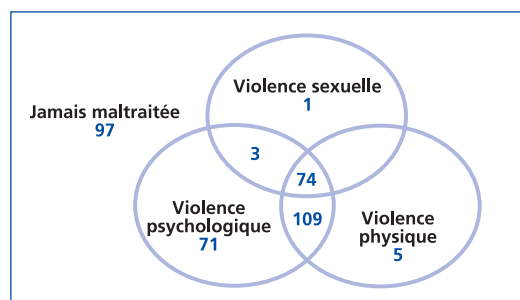 Violence sexuelle
1
Jamais maltraitée
97
3
74
Violence
psychologique
71
109
Violence
physique
5